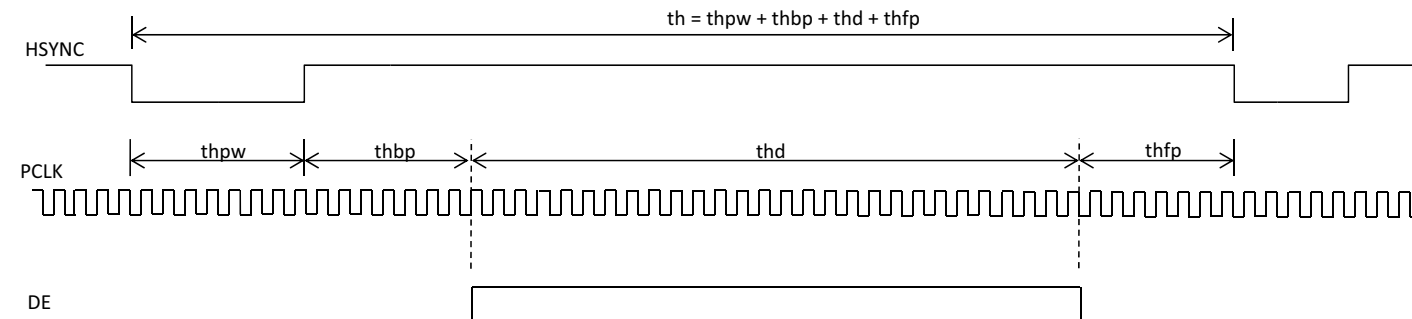 th = thpw + thbp + thd + thfp
HSYNC
thpw thbp thd thfp
PCLK
DE